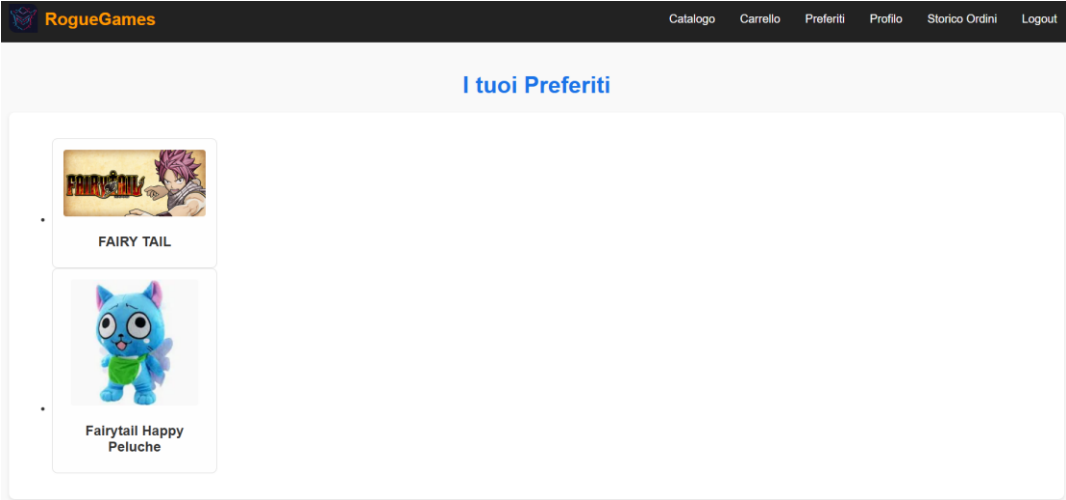 RogueGames
Catalogo Carrello Preferiti Profilo Storico Ordini Logout
I tuoi Preferiti
FAIRY TAIL
FAIRY TAIL
Fairytail Happy
Peluche